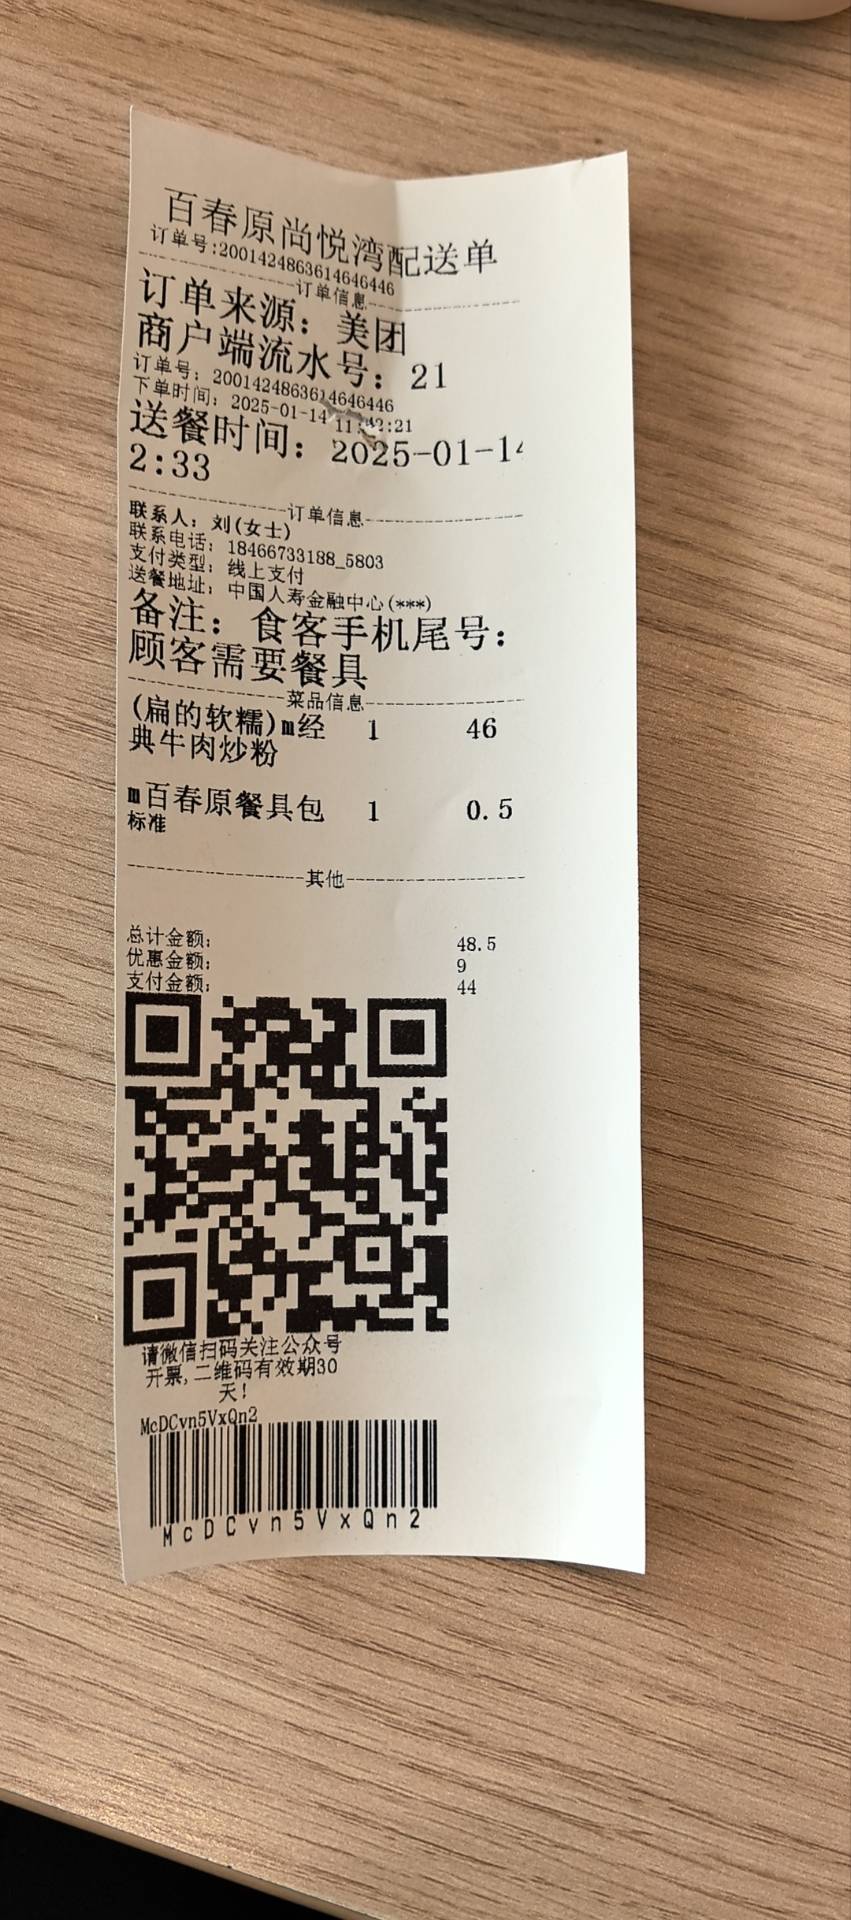 百春原尚悦湾配送单
订单号:2001424863614646446
订单信息
订单来源: 美团
商户端流水号: 21
订单号: 2001424863614646446
下单时间: 2025-01-14 11:42:21
送餐时间: 2025-01-14
2:33
订单信息
联系人: 刘(女士)
联系电话: 18466733188_5803
支付类型: 线上支付
送餐地址: 中国人寿金融中心(***)
备注: 食客手机尾号:
顾客需要餐具
菜品信息
(扁的软糯)m经 1 46
典牛肉炒粉
m百春原餐具包 1 0.5
标准
其他
总计金额: 48.5
优惠金额: 9
支付金额: 44
请微信扫码关注公众号
开票,二维码有效期30
天!
McDCvn5VxQn2
McDCvn5VxQn2